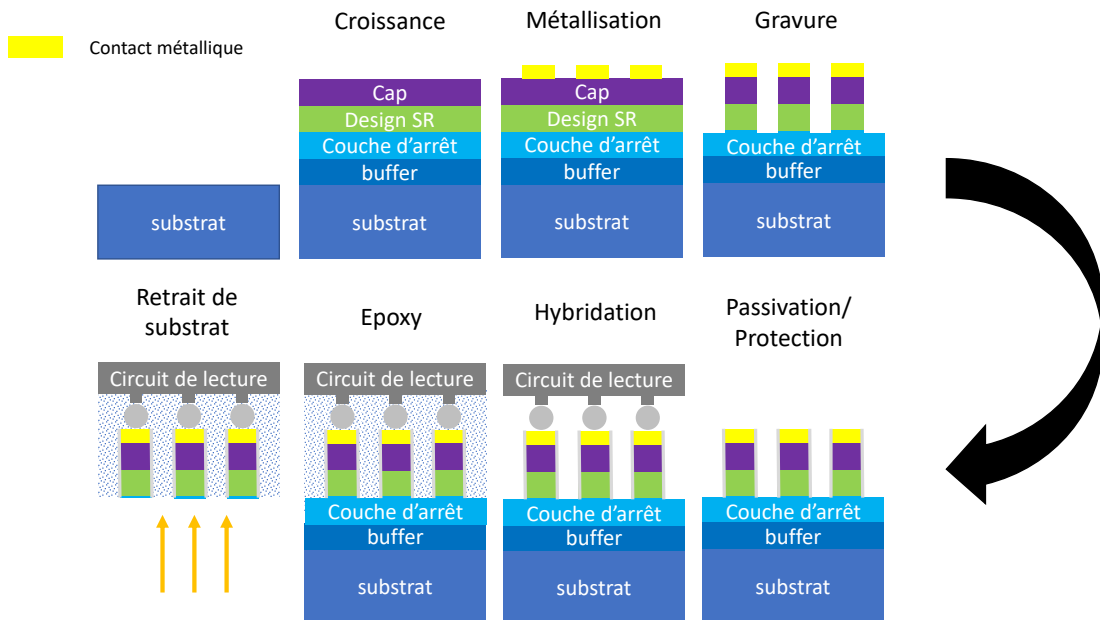 Contact métallique
Croissance
Métallisation
Gravure
substrat
Cap
Design SR
Couche d'arrêt
buffer
substrat
Cap
Design SR
Couche d'arrêt
buffer
substrat
Couche d'arrêt
buffer
substrat
Retrait de
substrat
Epoxy
Hybridation
Passivation/
Protection
Circuit de lecture
Circuit de lecture
Couche d'arrêt
buffer
substrat
Circuit de lecture
Couche d'arrêt
buffer
substrat
Couche d'arrêt
buffer
substrat